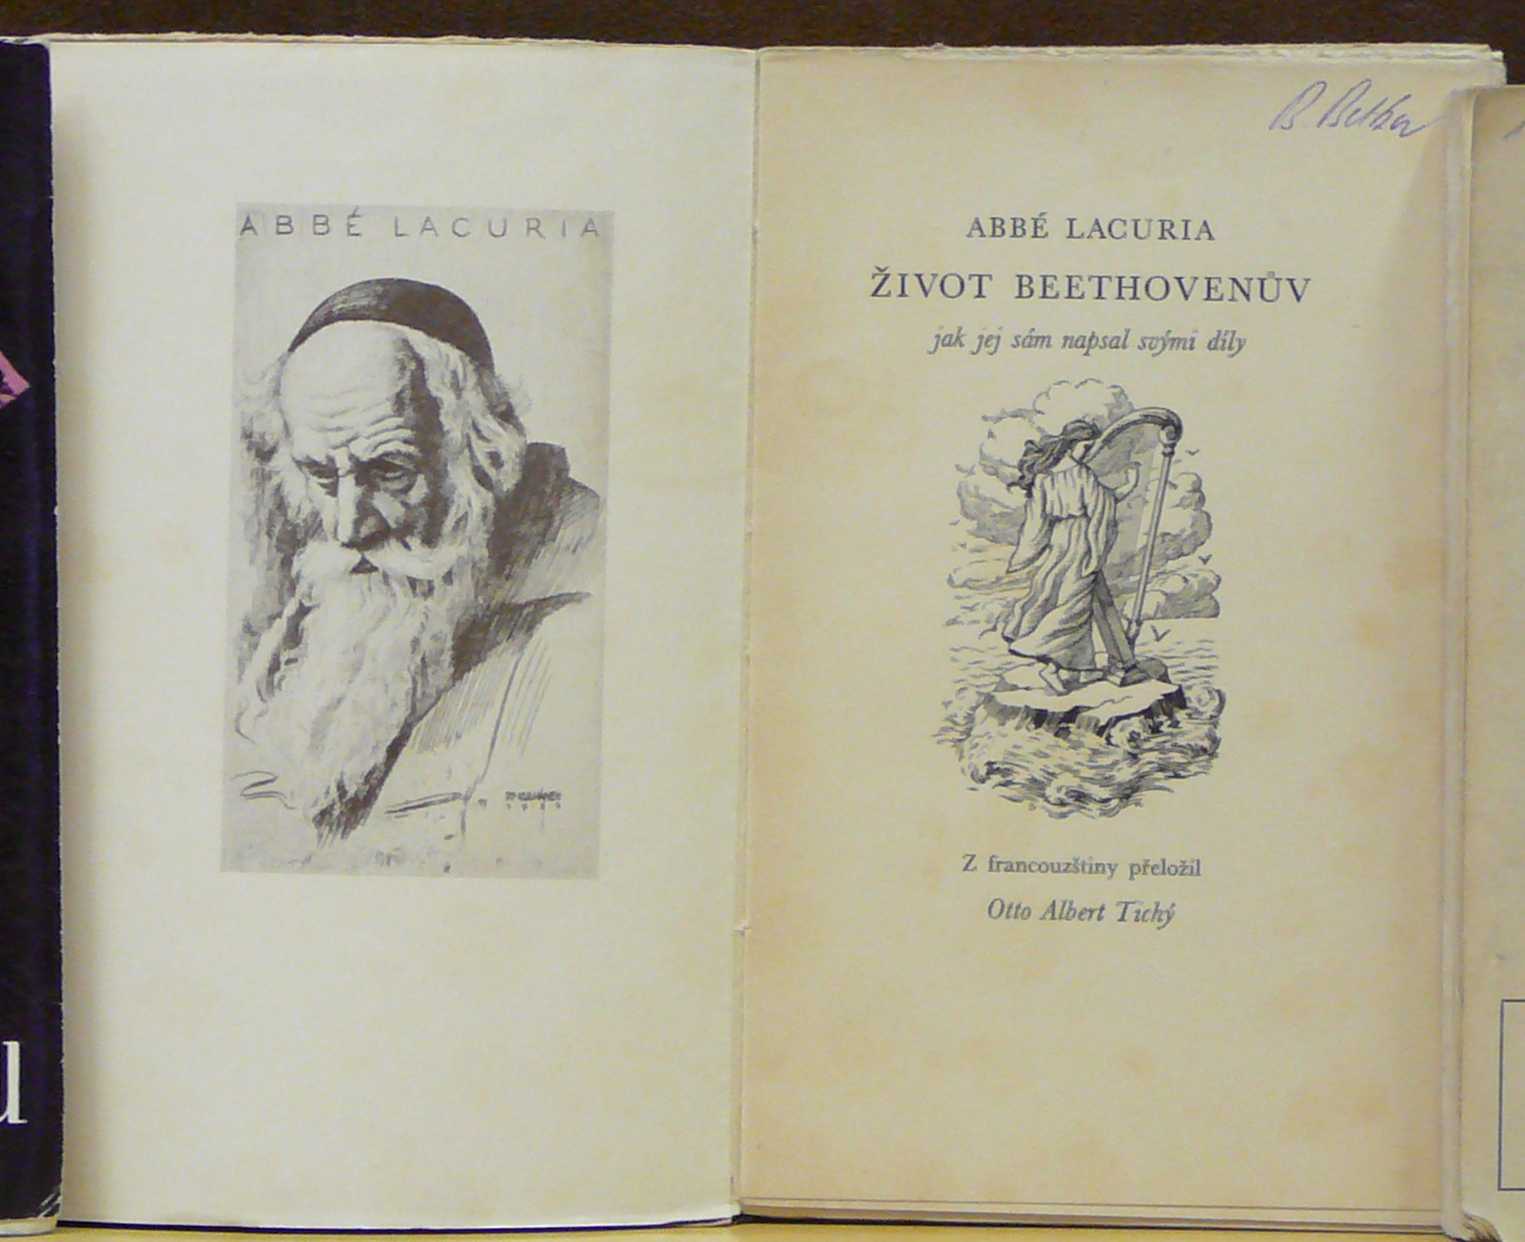 ABBÉ LACURIA
ABBÉ LACURIA
ŽIVOT BEETHOVENŮV
jak jej sám napsal svými díly
Z francouzštiny přeložil
Otto Albert Tichý